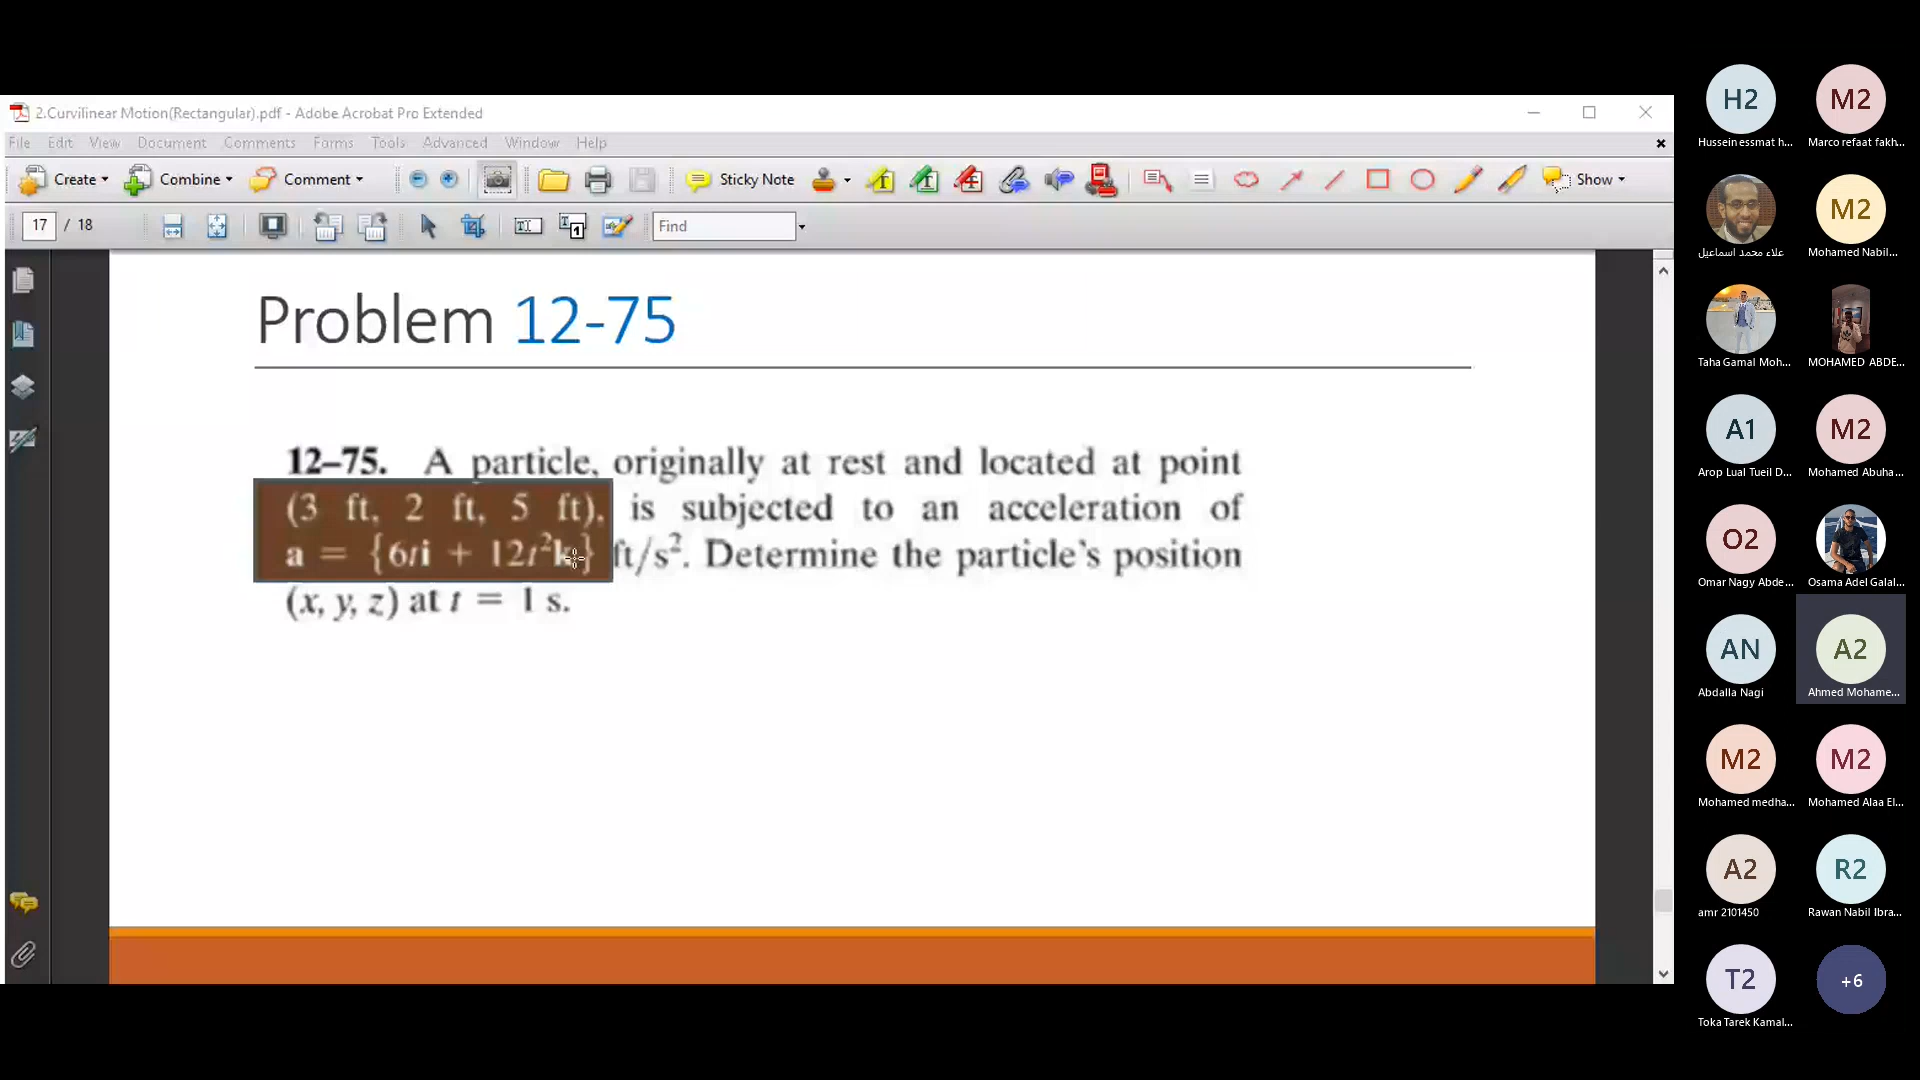 2.Curvilinear Motion(Rectangular).pdf - Adobe Acrobat Pro Extended
File Edit View Document Comments Forms Tools Advanced Window Help
Create Combine Comment Sticky Note Show
17 / 18 Find
Problem 12-75
12–75. A particle, originally at rest and located at point
(3 ft, 2 ft, 5 ft), is subjected to an acceleration of
a = {6ti + 12t²k} ft/s². Determine the particle's position
(x, y, z) at t = 1 s.
H2 M2
Hussein essmat h... Marco refaat fakh...
M2
علاء محمد اسماعيل Mohamed Nabil...
Taha Gamal Moh... MOHAMED ABDE...
A1 M2
Arop Lual Tueil D... Mohamed Abuha...
O2
Omar Nagy Abde... Osama Adel Galal...
AN A2
Abdalla Nagi Ahmed Mohame...
M2 M2
Mohamed medha... Mohamed Alaa El...
A2 R2
amr 2101450 Rawan Nabil Ibra...
T2 +6
Toka Tarek Kamal...